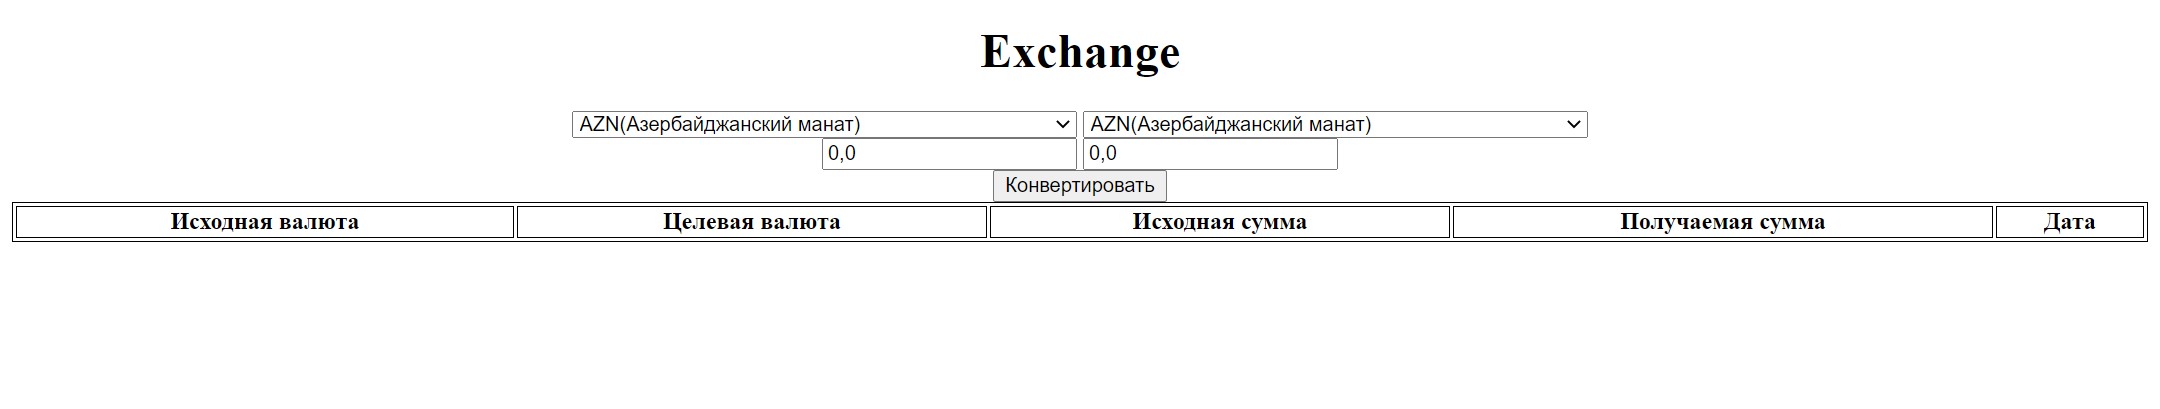 Exchange
AZN(Азербайджанский манат) AZN(Азербайджанский манат)
0,0 0,0
Конвертировать
Исходная валюта Целевая валюта Исходная сумма Получаемая сумма Дата